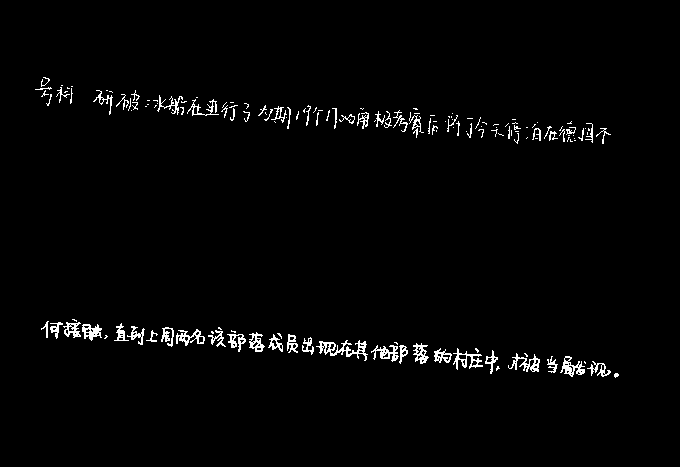 号科研破冰船在进行了为期19个月的南极考察后所于今天停泊在德国不
何接触,直到上周两名该部落成员出现在其他部落的村庄中,才被当局发现。